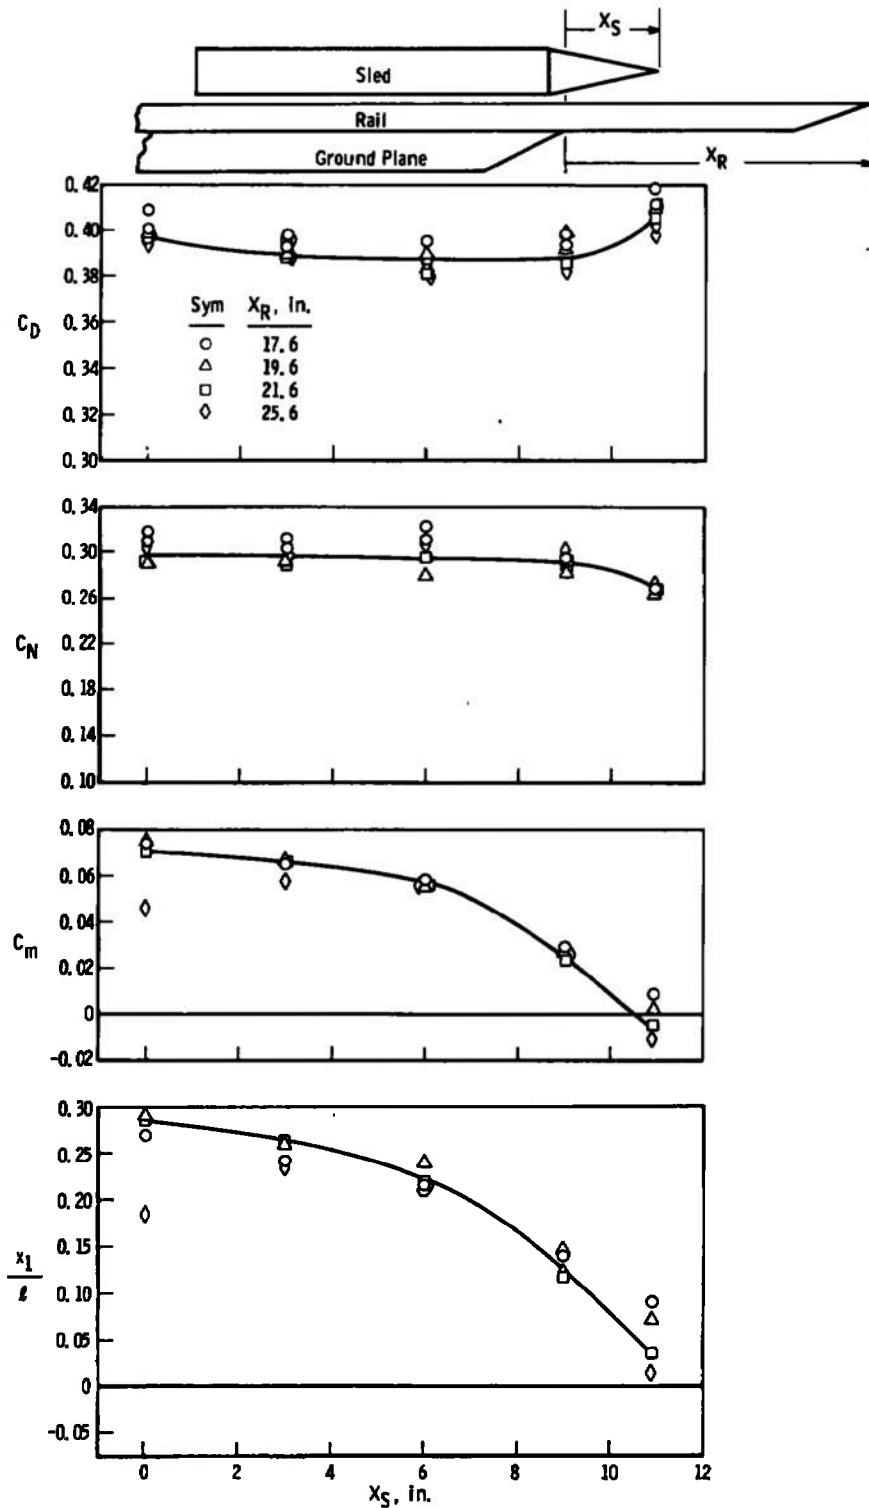 X_S
Sled
Rail
Ground Plane
X_R
0.42
0.40
0.38
0.36
0.34
0.32
0.30
C_D
Sym X_R, in.
○ 17.6
△ 19.6
□ 21.6
◊ 25.6
0.34
0.30
0.26
0.22
0.18
0.14
0.10
C_N
0.08
0.06
0.04
0.02
0
-0.02
C_m
0.30
0.25
0.20
0.15
0.10
0.05
0
-0.05
x_1
ℓ
0 2 4 6 8 10 12
X_S, in.